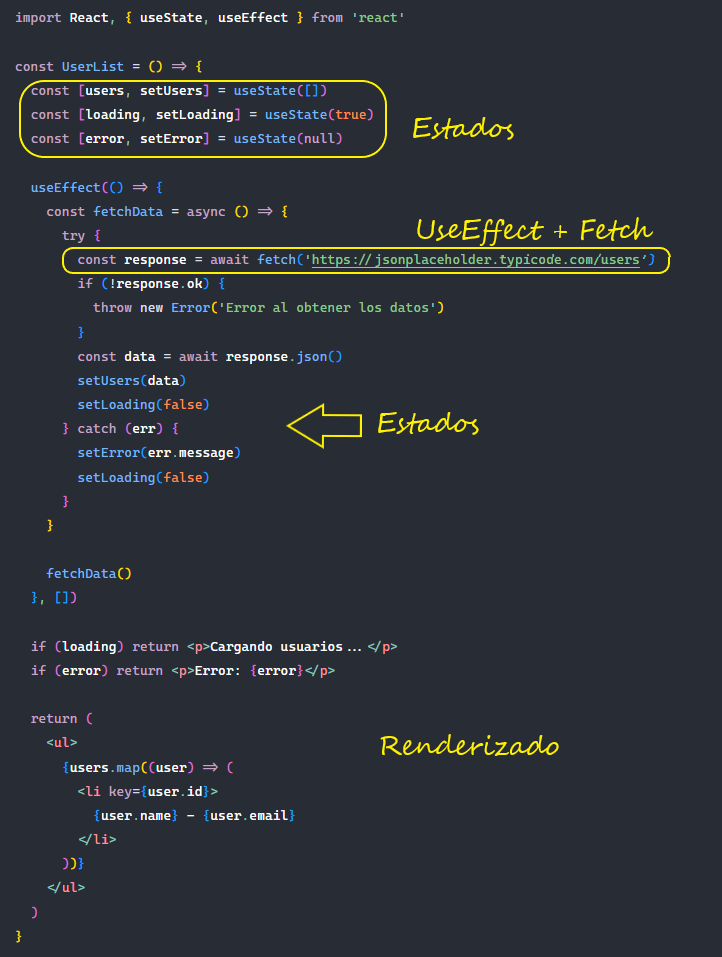 import React, { useState, useEffect } from 'react'
const UserList = () => {
const [users, setUsers] = useState([])
const [loading, setLoading] = useState(true)
const [error, setError] = useState(null)
Estados
useEffect(() => {
const fetchData = async () => {
try {
UseEffect + Fetch
const response = await fetch('https://jsonplaceholder.typicode.com/users')
if (!response.ok) {
throw new Error('Error al obtener los datos')
}
const data = await response.json()
setUsers(data)
setLoading(false)
} catch (err) {
Estados
setError(err.message)
setLoading(false)
}
}
fetchData()
}, [])
if (loading) return <p>Cargando usuarios...</p>
if (error) return <p>Error: {error}</p>
return (
<ul>
Renderizado
{users.map((user) => (
<li key={user.id}>
{user.name} - {user.email}
</li>
))}
</ul>
)
}